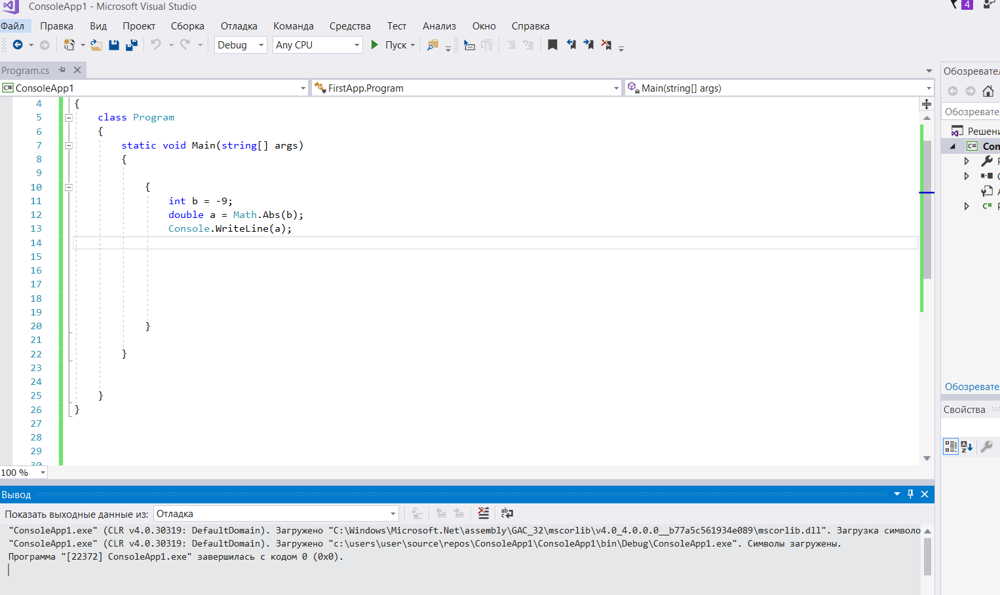 ConsoleApp1 - Microsoft Visual Studio
4
Файл Правка Вид Проект Сборка Отладка Команда Средства Тест Анализ Окно Справка
Debug Any CPU Пуск
Program.cs
C# ConsoleApp1 FirstApp.Program Main(string[] args)
4 {
5 class Program
6 {
7 static void Main(string[] args)
8 {
9
10 {
11 int b = -9;
12 double a = Math.Abs(b);
13 Console.WriteLine(a);
14
15
16
17
18
19
20 }
21
22 }
23
24
25 }
26 }
27
28
29
30
100 %
Обозревател
Обозревате
Решени
C# Con
C#
Обозревате
Свойства
Вывод
Показать выходные данные из: Отладка
"ConsoleApp1.exe" (CLR v4.0.30319: DefaultDomain). Загружено "C:\Windows\Microsoft.Net\assembly\GAC_32\mscorlib\v4.0_4.0.0.0__b77a5c561934e089\mscorlib.dll". Загрузка символо
"ConsoleApp1.exe" (CLR v4.0.30319: DefaultDomain). Загружено "c:\users\user\source\repos\ConsoleApp1\ConsoleApp1\bin\Debug\ConsoleApp1.exe". Символы загружены.
Программа "[22372] ConsoleApp1.exe" завершилась с кодом 0 (0x0).